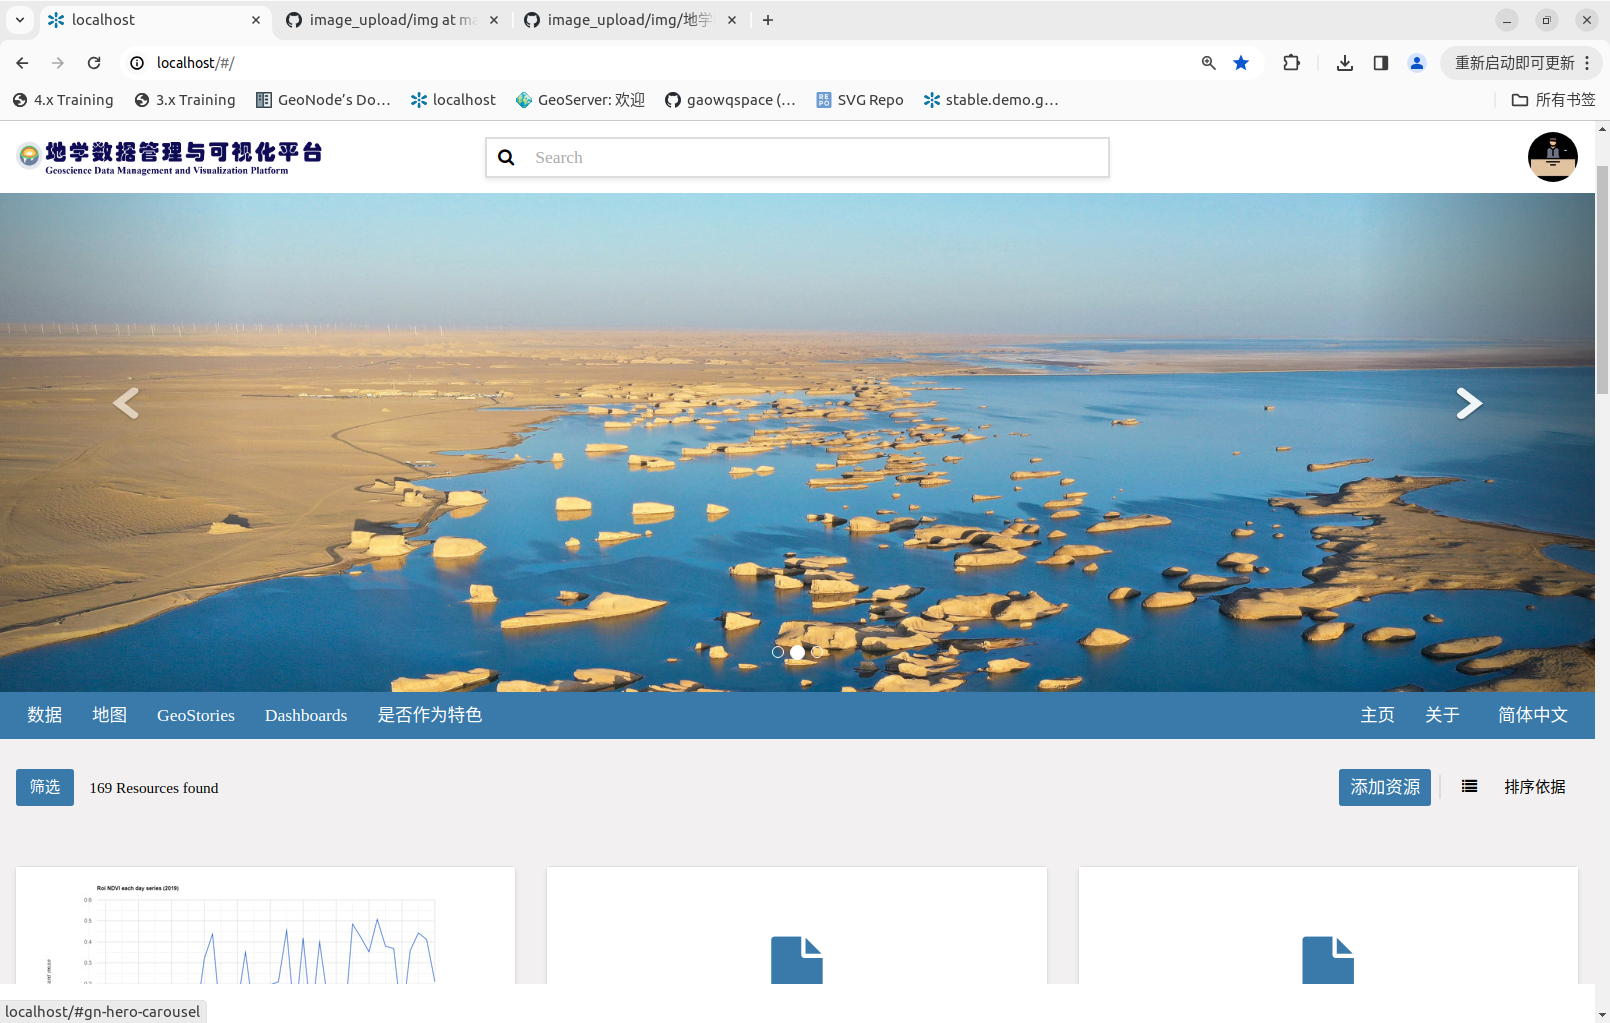 localhost
image_upload/img at ma
image_upload/img/地学
localhost/#/
重新启动即可更新
4.x Training
3.x Training
GeoNode’s Do…
localhost
GeoServer: 欢迎
gaowqspace (…
REPO
SVG Repo
stable.demo.g…
所有书签
地学数据管理与可视化平台
Geoscience Data Management and Visualization Platform
Search
数据
地图
GeoStories
Dashboards
是否作为特色
主页
关于
简体中文
筛选
169 Resources found
添加资源
排序依据
Roi NDVI each day series (2019)
0.6
0.5
0.4
0.3
localhost/#gn-hero-carousel